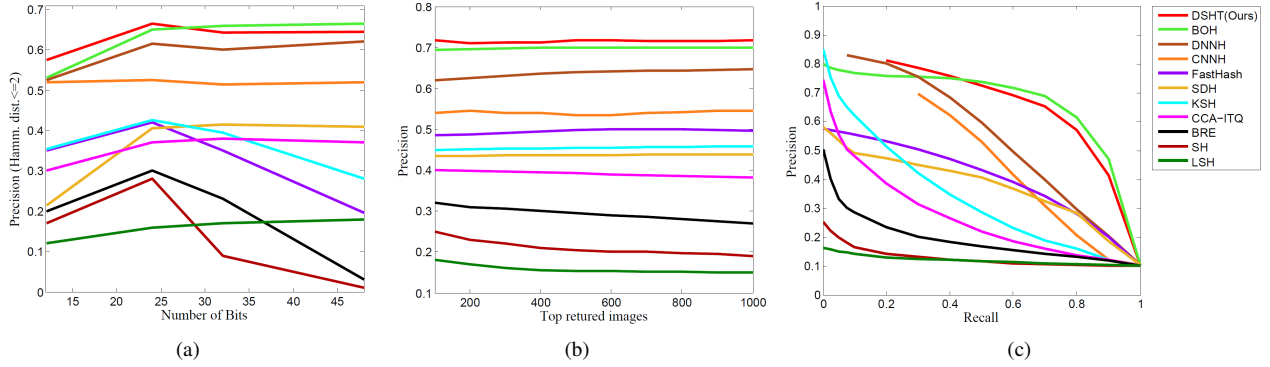 Precision (Hamm. dist.<=2)
0.7
0.6
0.5
0.4
0.3
0.2
0.1
0
15 20 25 30 35 40 45
Number of Bits
(a)
Precision
0.8
0.7
0.6
0.5
0.4
0.3
0.2
0.1
200 400 600 800 1000
Top retured images
(b)
Precision
1
0.9
0.8
0.7
0.6
0.5
0.4
0.3
0.2
0.1
0
0 0.2 0.4 0.6 0.8 1
Recall
(c)
DSHT(Ours)
BOH
DNNH
CNNH
FastHash
SDH
KSH
CCA-ITQ
BRE
SH
LSH